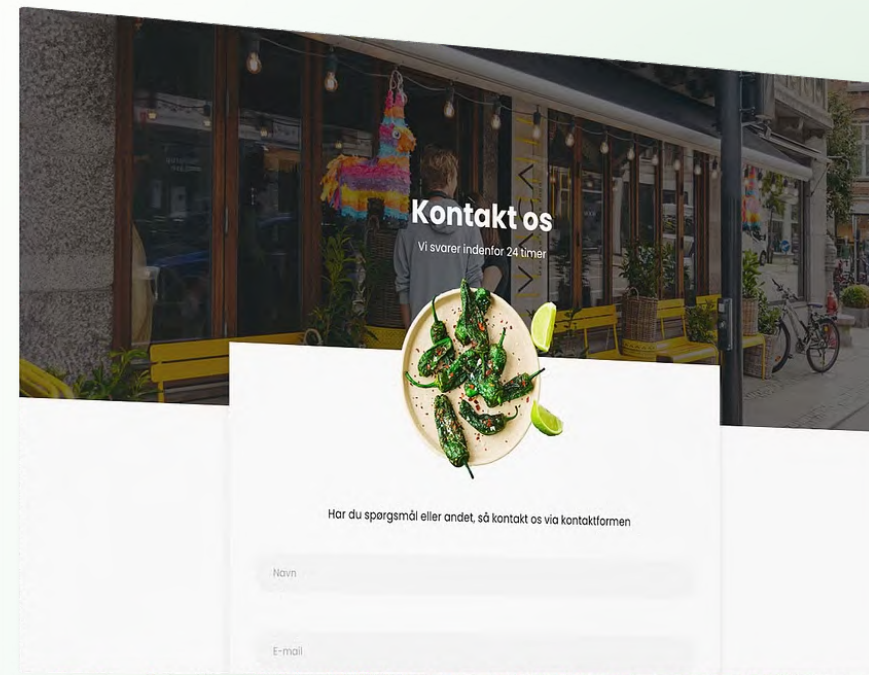 Kontakt os
Vi svarer indenfor 24 timer
Har du spørgsmål eller andet, så kontakt os via kontaktformen
Navn
E-mail